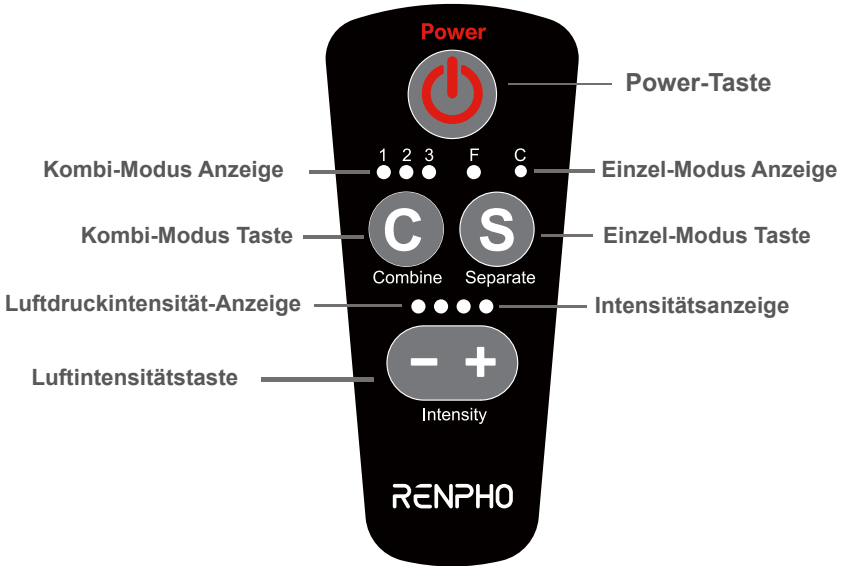 Power
Power-Taste
1 2 3 F C
Kombi-Modus Anzeige
Einzel-Modus Anzeige
C S
Kombi-Modus Taste
Einzel-Modus Taste
Combine Separate
Luftdruckintensität-Anzeige
Intensitätsanzeige
- +
Luftintensitätstaste
Intensity
RENPHO